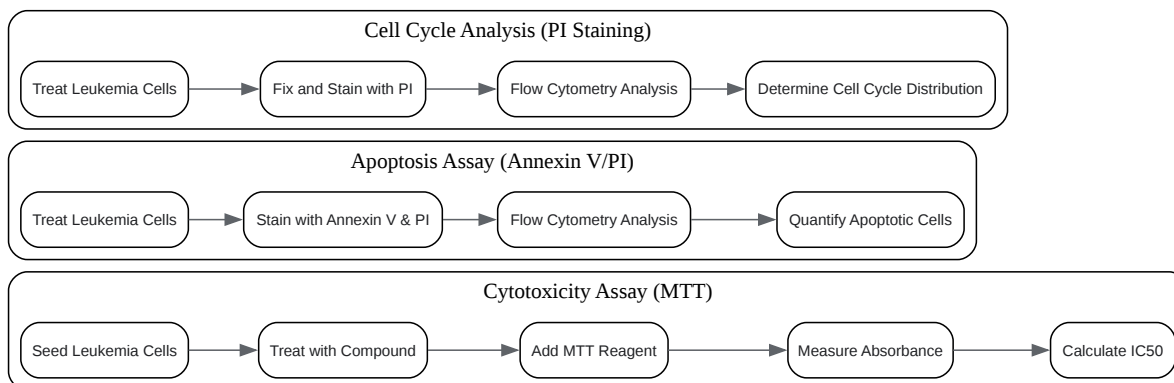 Cell Cycle Analysis (PI Staining)
Treat Leukemia Cells
Fix and Stain with PI
Flow Cytometry Analysis
Determine Cell Cycle Distribution
Apoptosis Assay (Annexin V/PI)
Treat Leukemia Cells
Stain with Annexin V & PI
Flow Cytometry Analysis
Quantify Apoptotic Cells
Cytotoxicity Assay (MTT)
Seed Leukemia Cells
Treat with Compound
Add MTT Reagent
Measure Absorbance
Calculate IC50